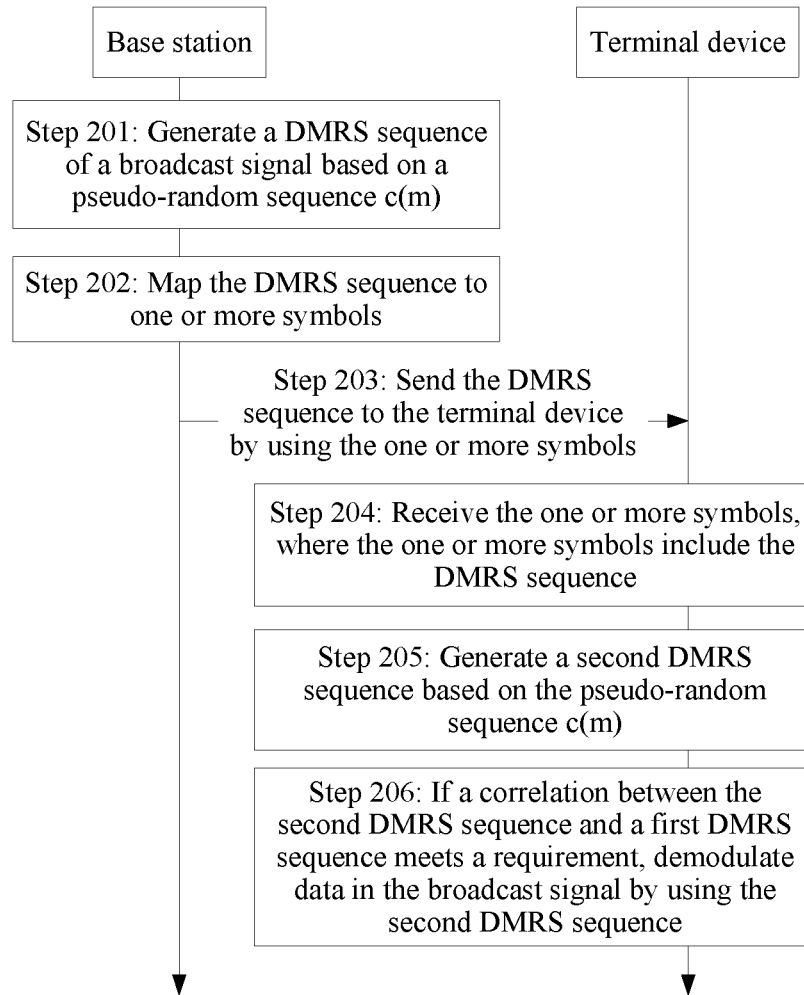 Base station
Terminal device
Step 201: Generate a DMRS sequence
of a broadcast signal based on a
pseudo-random sequence c(m)
Step 202: Map the DMRS sequence to
one or more symbols
Step 203: Send the DMRS
sequence to the terminal device
by using the one or more symbols
Step 204: Receive the one or more symbols,
where the one or more symbols include the
DMRS sequence
Step 205: Generate a second DMRS
sequence based on the pseudo-random
sequence c(m)
Step 206: If a correlation between the
second DMRS sequence and a first DMRS
sequence meets a requirement, demodulate
data in the broadcast signal by using the
second DMRS sequence